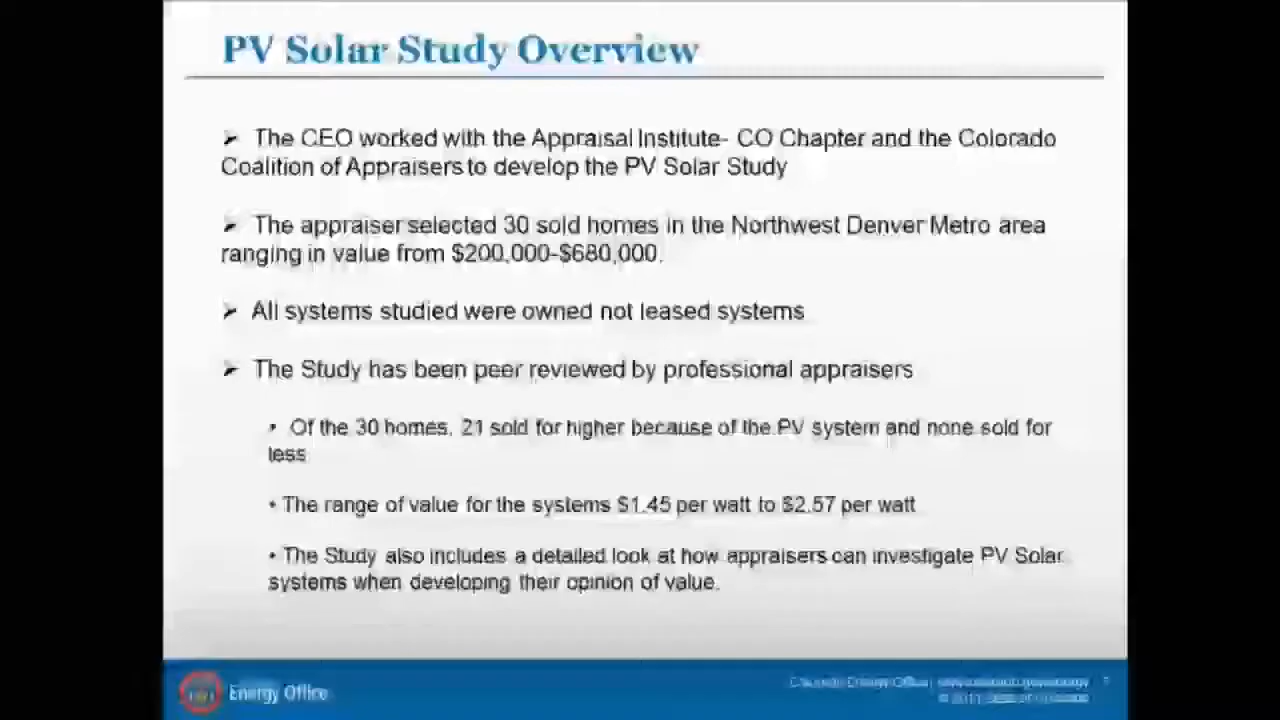 PV Solar Study Overview
➢ The CEO worked with the Appraisal Institute- CO Chapter and the Colorado
Coalition of Appraisers to develop the PV Solar Study
➢ The appraiser selected 30 sold homes in the Northwest Denver Metro area
ranging in value from $200,000-$680,000.
➢ All systems studied were owned not leased systems
➢ The Study has been peer reviewed by professional appraisers
• Of the 30 homes, 21 sold for higher because of the PV system and none sold for
less
• The range of value for the systems $1.45 per watt to $2.57 per watt
• The Study also includes a detailed look at how appraisers can investigate PV Solar
systems when developing their opinion of value.
Energy Office
Colorado Energy Office